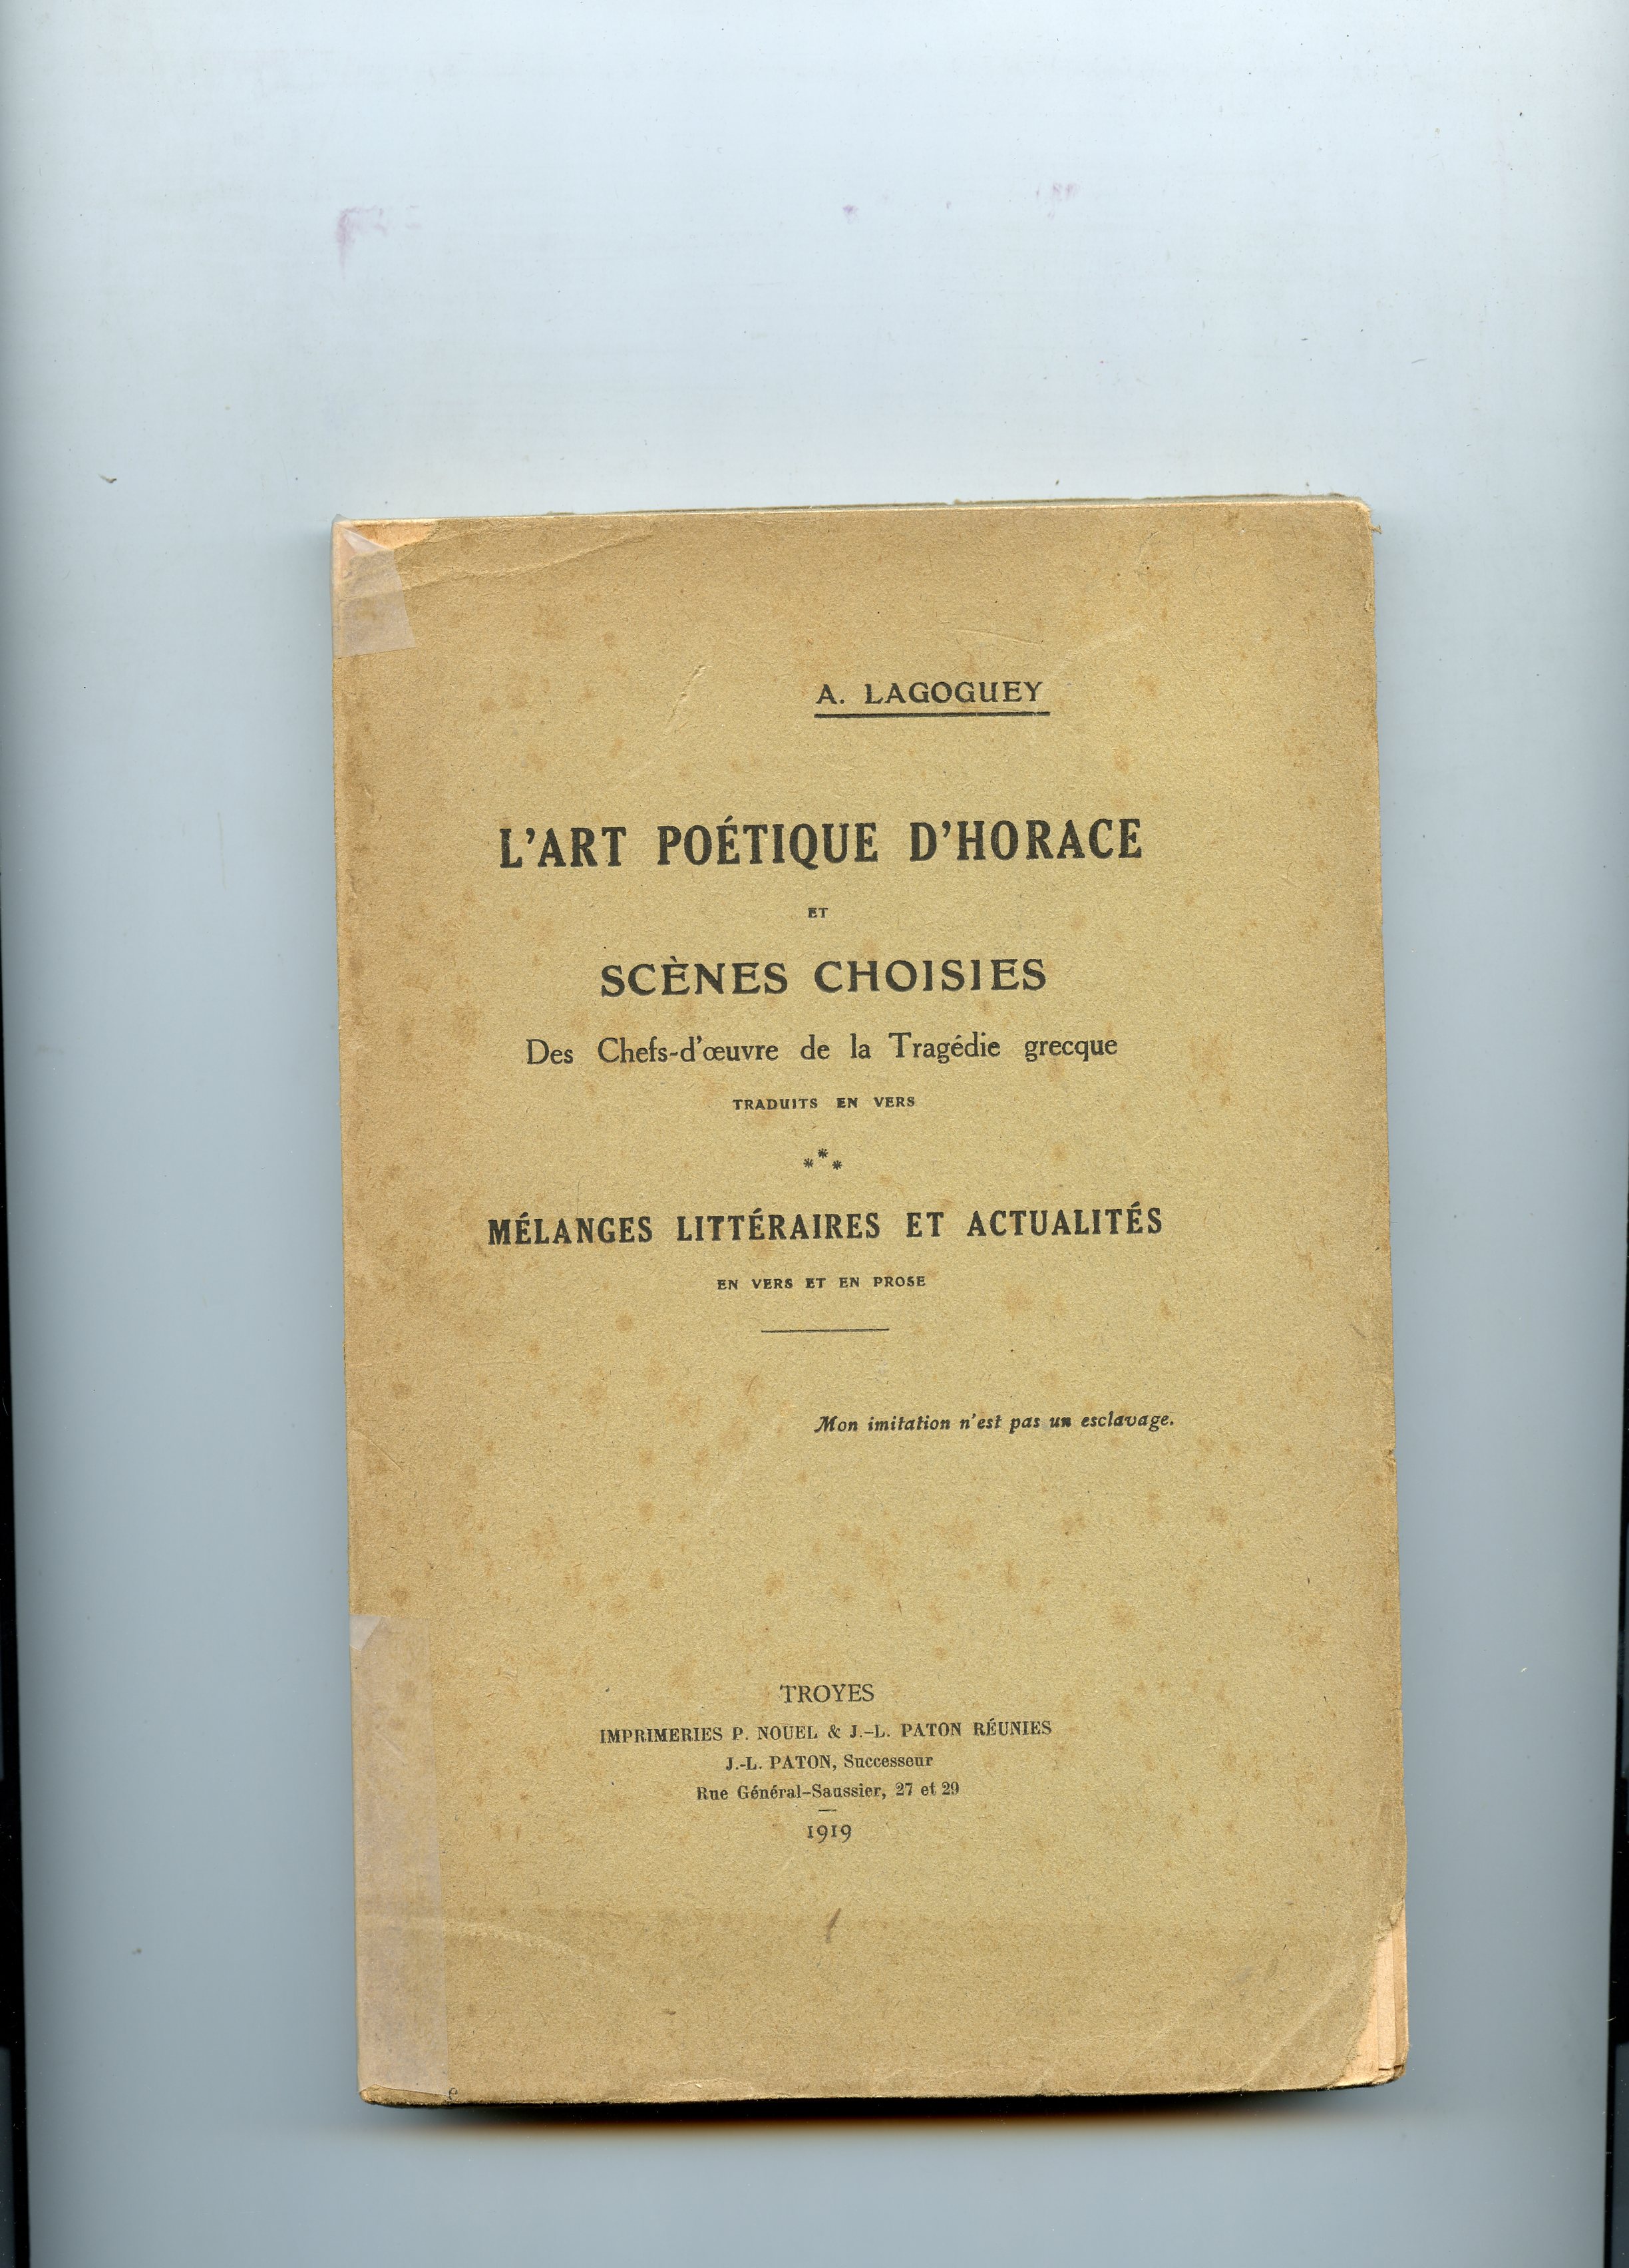 A. LAGOGUEY
L'ART POÉTIQUE D'HORACE
ET
SCÈNES CHOISIES
Des Chefs-d'œuvre de la Tragédie grecque
TRADUITS EN VERS
***
MÉLANGES LITTÉRAIRES ET ACTUALITÉS
EN VERS ET EN PROSE
Mon imitation n'est pas un esclavage.
TROYES
IMPRIMERIES P. NOUEL & J.-L. PATON RÉUNIES
J.-L. PATON, Successeur
Rue Général-Saussier, 27 et 29
1919